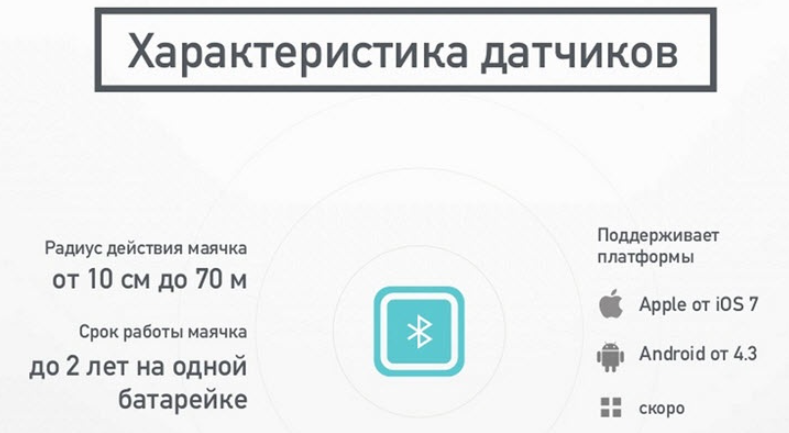 Характеристика датчиков
Радиус действия маячка
от 10 см до 70 м
Срок работы маячка
до 2 лет на одной
батарейке
Поддерживает
платформы
Apple от iOS 7
Android от 4.3
скоро